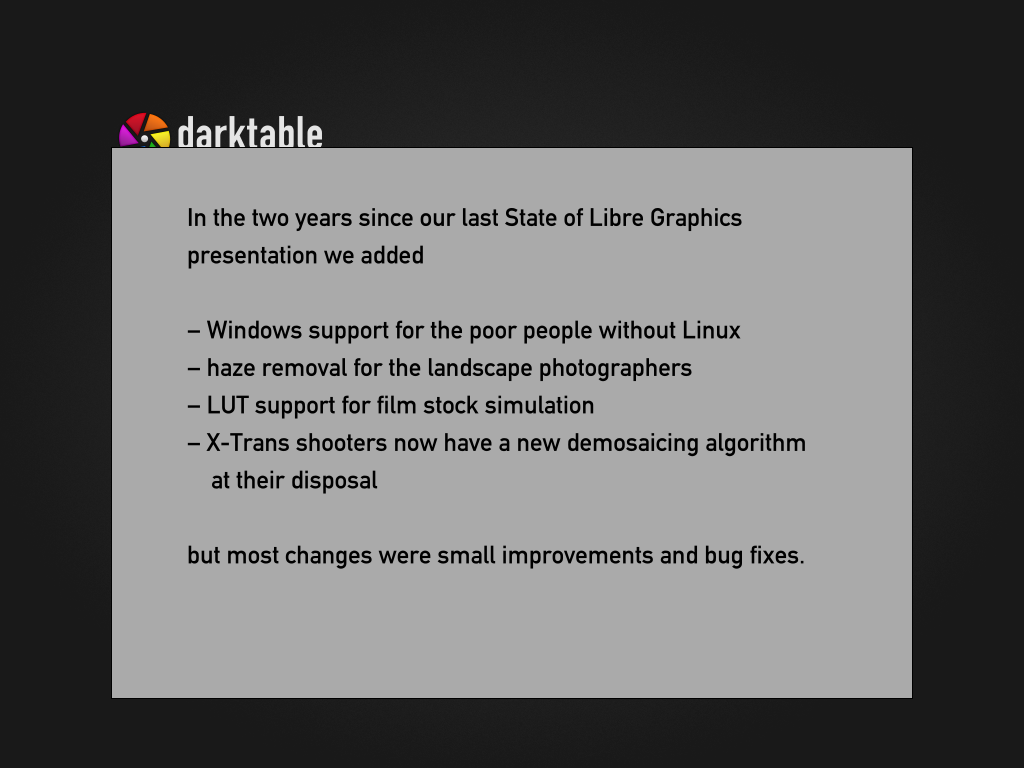 darktable
In the two years since our last State of Libre Graphics
presentation we added
– Windows support for the poor people without Linux
– haze removal for the landscape photographers
– LUT support for film stock simulation
– X-Trans shooters now have a new demosaicing algorithm
at their disposal
but most changes were small improvements and bug fixes.